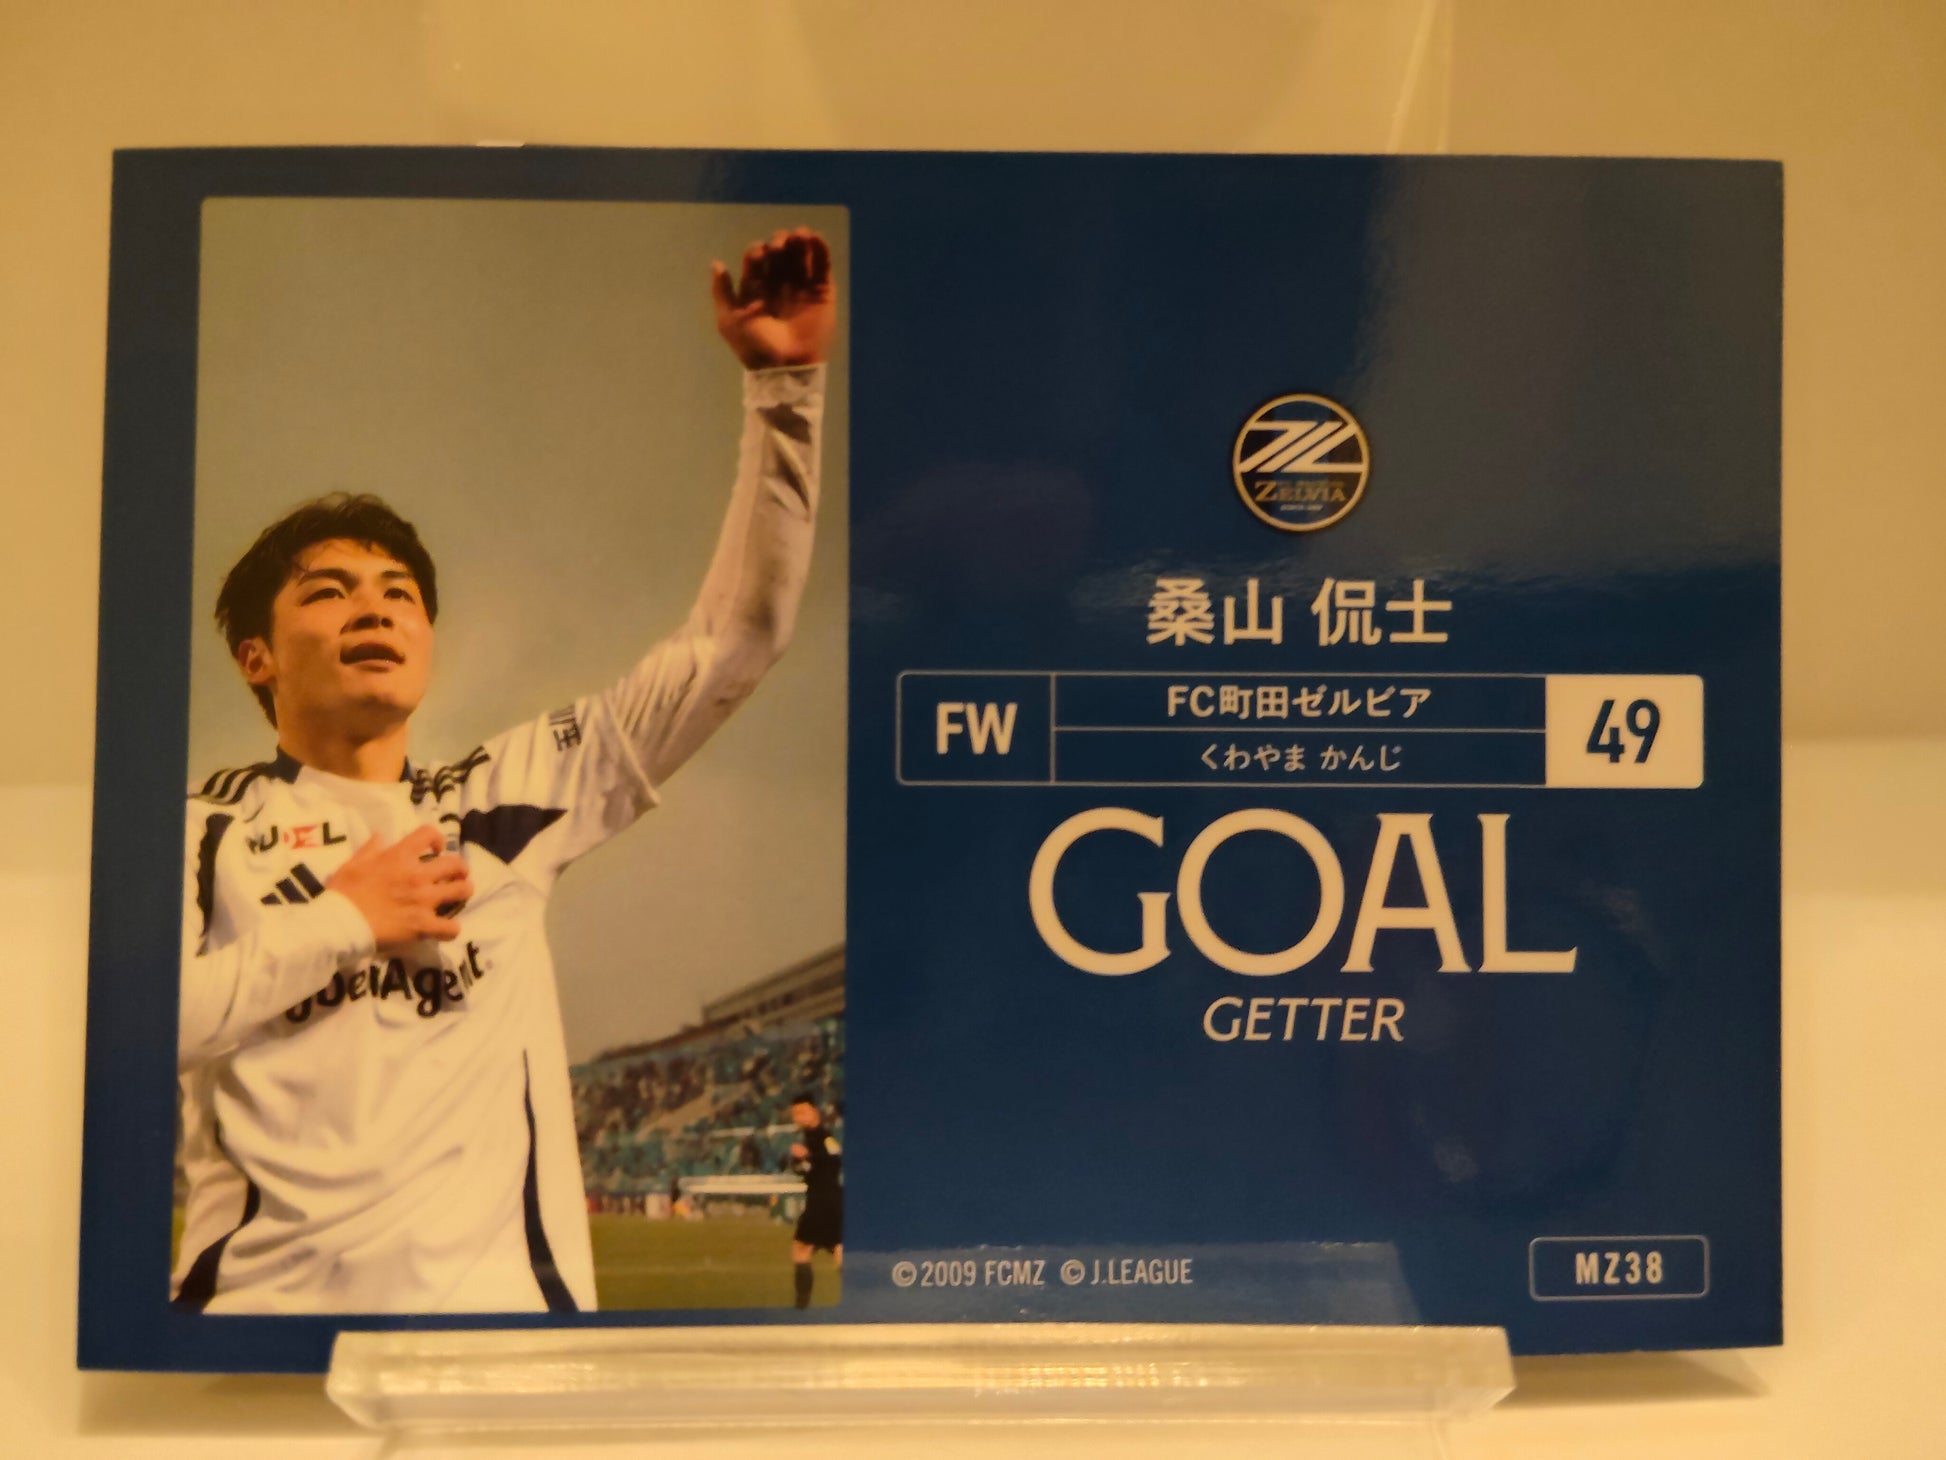 ZELVIA
桑山 侃士
FW
FC町田ゼルビア
くわやま かんじ
49
GOAL
GETTER
©2009 FCMZ ©J.LEAGUE
MZ38